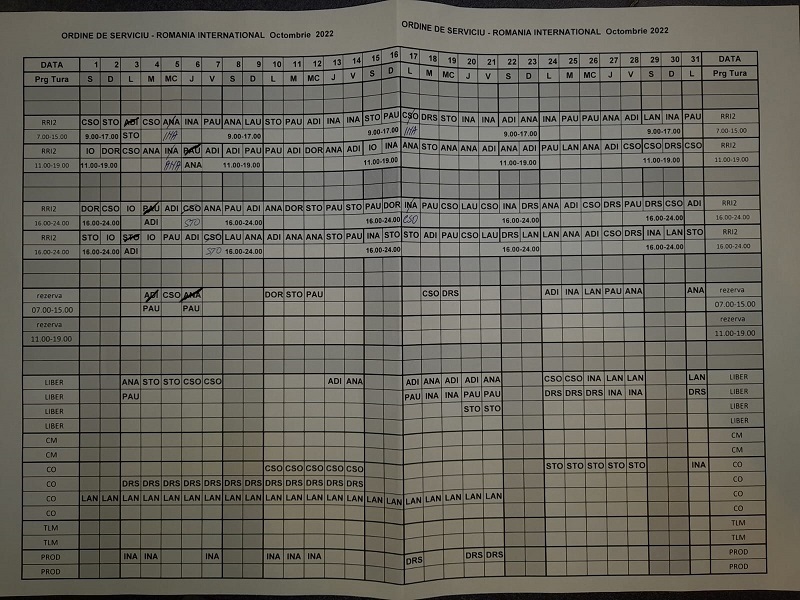 ORDINE DE SERVICIU - ROMANIA INTERNATIONAL Octombrie 2022 ORDINE DE SERVICIU - ROMANIA INTERNATIONAL Octombrie 2022
DATA 1 2 3 4 5 6 7 8 9 10 11 12 13 14 15 16 17 18 19 20 21 22 23 24 25 26 27 28 29 30 31 DATA
Prg Tura S D L M MC J V S D L M MC J V S D L M MC J V S D L M MC J V S D L Prg Tura
RRI2 CSO STO ADI CSO ANA INA PAU ANA LAU STO PAU ADI INA INA STO PAU CSO DRS STO INA INA ADI ANA INA PAU PAU ANA ADI LAN INA PAU RRI2
7.00-15.00 9.00-17.00 STO INA 9.00-17.00 9.00-17.00 INA 9.00-17.00 9.00-17.00 7.00-15.00
RRI2 IO DOR CSO ANA INA PAU ADI ADI PAU PAU ADI DOR ANA ADI IO INA ANA STO ANA ANA ADI ANA ADI PAU LAN ANA ADI CSO CSO DRS CSO RRI2
11.00-19.00 11.00-19.00 ANA ANA 11.00-19.00 11.00-19.00 11.00-19.00 11.00-19.00 11.00-19.00
RRI2 DOR CSO IO PAU ADI CSO PAU ADI ADI ANA DOR STO PAU STO PAU DOR INA PAU CSO LAU CSO INA DRS ANA ADI CSO DRS PAU DRS CSO ADI RRI2
16.00-24.00 16.00-24.00 ADI STO 16.00-24.00 16.00-24.00 CSO 16.00-24.00 16.00-24.00 16.00-24.00
RRI2 STO IO STO IO PAU ADI CSO LAU ANA ADI ANA ANA STO PAU INA STO STO ADI PAU CSO LAU DRS LAN LAN ANA ADI CSO DRS INA LAN STO RRI2
16.00-24.00 16.00-24.00 ADI STO 16.00-24.00 16.00-24.00 16.00-24.00 16.00-24.00 16.00-24.00
rezerva ADI CSO ANA DOR STO PAU CSO DRS ADI INA LAN PAU ANA ANA rezerva
07.00-15.00 PAU PAU 07.00-15.00
rezerva rezerva
11.00-19.00 11.00-19.00
LIBER ANA STO STO CSO CSO ADI ANA ADI ANA ADI ADI ANA CSO CSO INA LAN LAN LAN LIBER
LIBER PAU PAU INA INA PAU PAU DRS DRS DRS INA INA DRS LIBER
LIBER STO STO LIBER
LIBER LIBER
CM CM
CM CM
CO CSO CSO CSO CSO CSO STO STO STO STO STO INA CO
CO DRS DRS DRS DRS DRS DRS DRS DRS DRS DRS DRS DRS CO
CO LAN LAN LAN LAN LAN LAN LAN LAN LAN LAN LAN LAN LAN LAN LAN LAN LAN LAN LAN LAN LAN CO
CO CO
TLM TLM
TLM TLM
PROD INA INA INA INA INA INA DRS DRS DRS PROD
PROD PROD